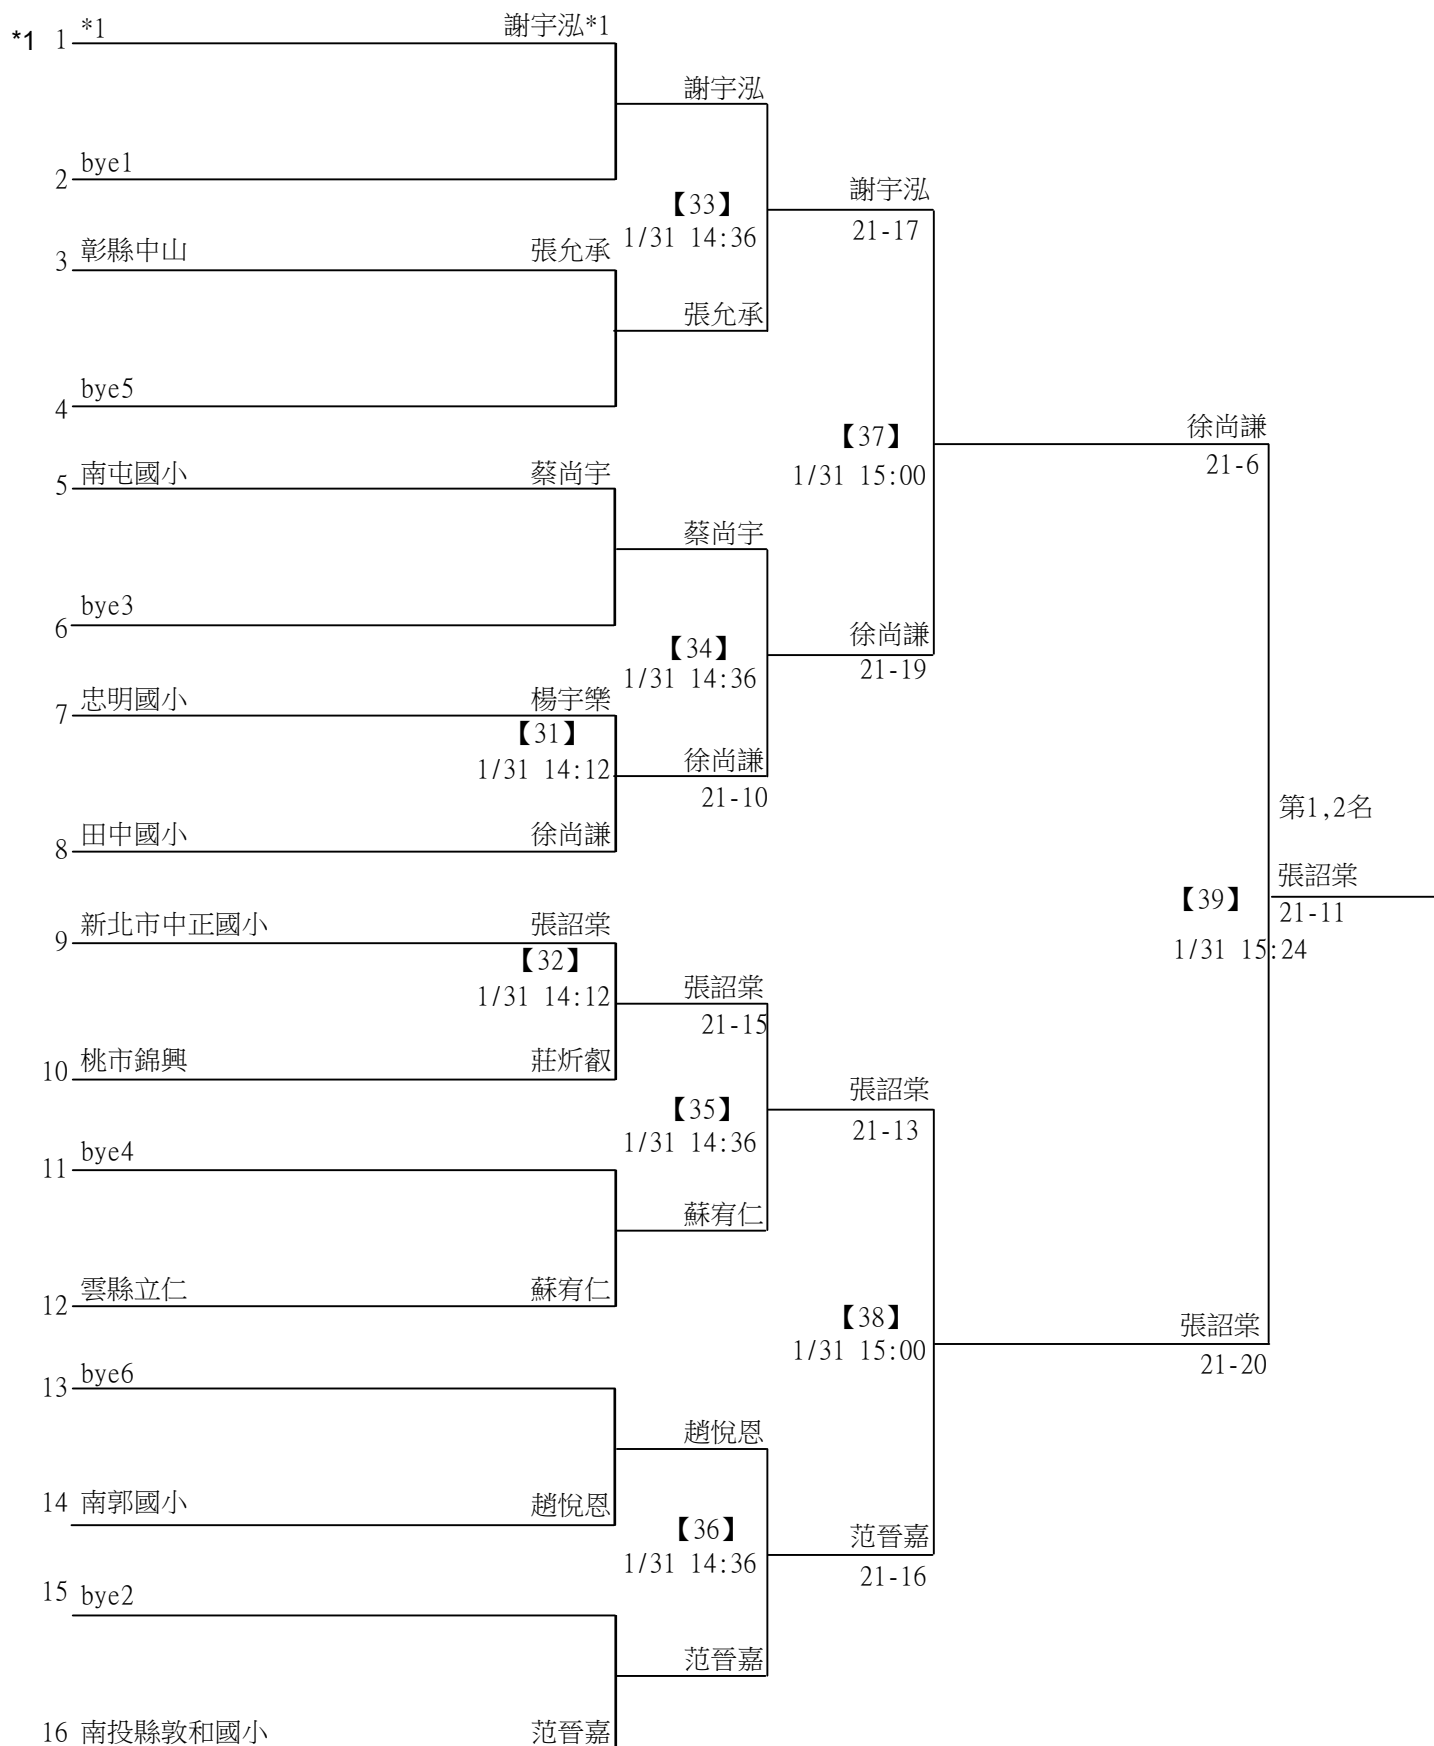 *1 1 *1 謝宇泓*1
謝宇泓
2 bye1
謝宇泓
【33】
21-17
1/31 14:36
3 彰縣中山 張允承
張允承
4 bye5
徐尚謙
【37】
21-6
1/31 15:00
5 南屯國小 蔡尚宇
蔡尚宇
6 bye3
徐尚謙
【34】
21-19
1/31 14:36
7 忠明國小 楊宇樂
【31】
1/31 14:12
徐尚謙
21-10
第1,2名
8 田中國小 徐尚謙
張詔棠
【39】
21-11
1/31 15:24
9 新北市中正國小 張詔棠
【32】
1/31 14:12
張詔棠
21-15
10 桃市錦興 莊炘叡
張詔棠
【35】
21-13
1/31 14:36
11 bye4
蘇宥仁
12 雲縣立仁 蘇宥仁
【38】
張詔棠
1/31 15:00
21-20
13 bye6
趙悅恩
14 南郭國小 趙悅恩
【36】
范晉嘉
1/31 14:36
21-16
15 bye2
范晉嘉
16 南投縣敦和國小 范晉嘉